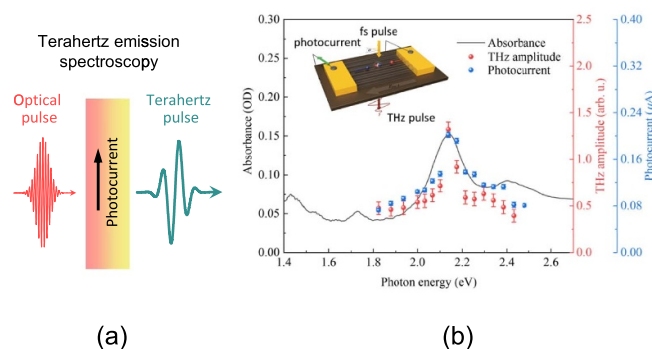 Terahertz emission
spectroscopy
Optical
pulse
Terahertz
pulse
Photocurrent
(a)
Absorbance (OD)
0.30
0.25
0.20
0.15
0.10
0.05
0.00
1.4 1.6 1.8 2.0 2.2 2.4 2.6
Photon energy (eV)
fs pulse
photocurrent
THz pulse
Absorbance
THz amplitude
Photocurrent
2.5
2.0
1.5
1.0
0.5
0.0
THz amplitude (arb. u.)
0.40
0.32
0.24
0.16
0.08
0.00
Photocurrent (μA)
(b)